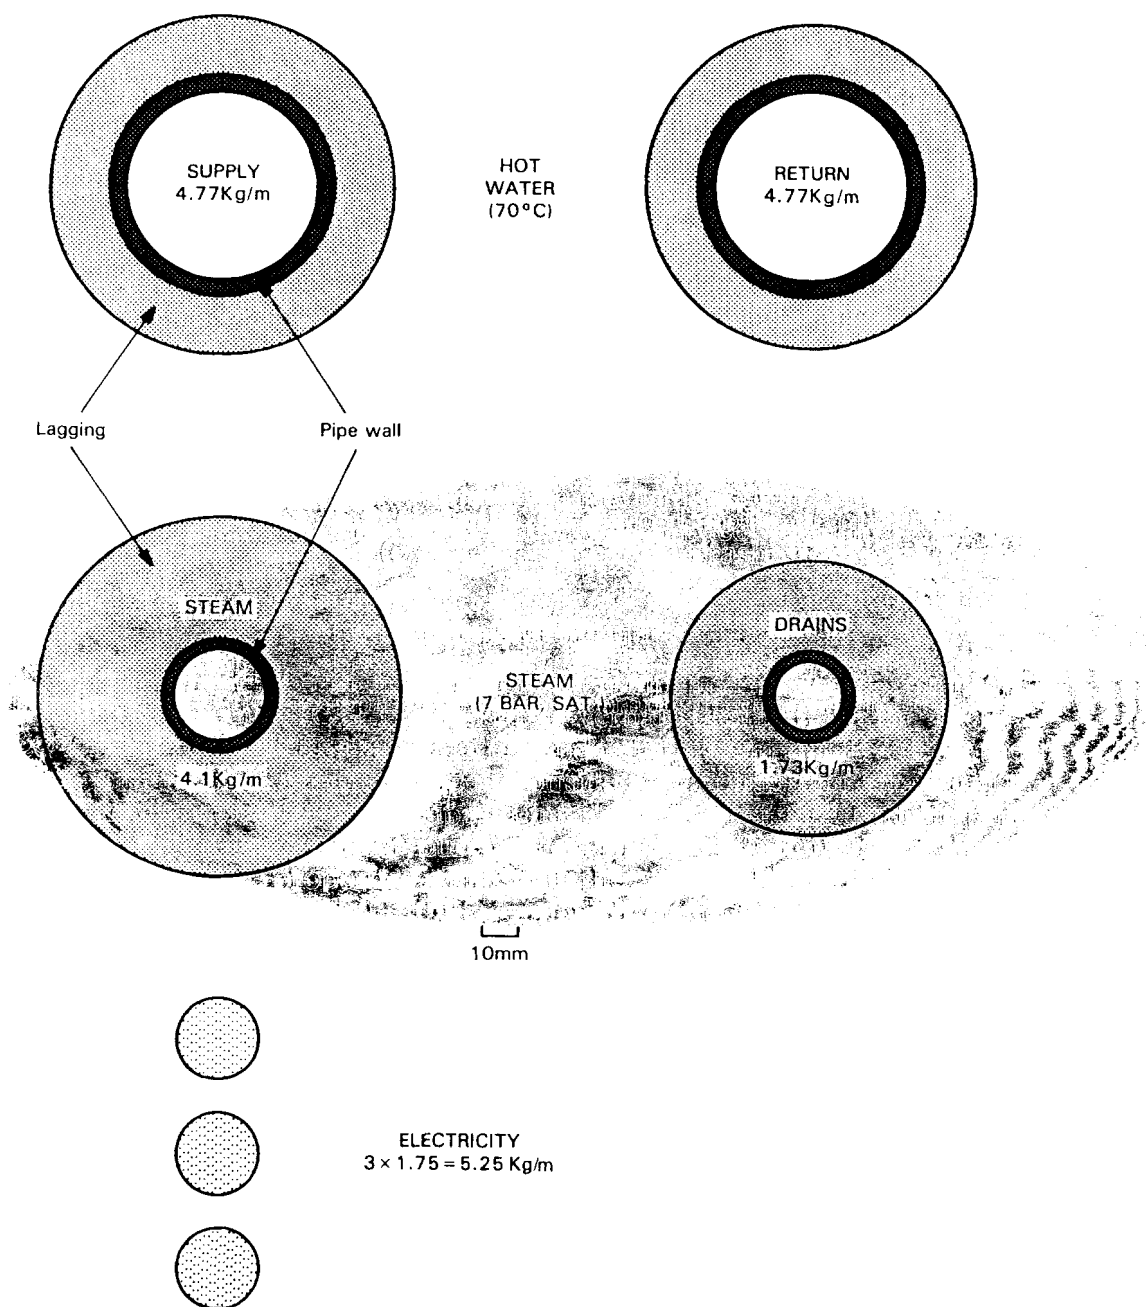 SUPPLY
4.77Kg/m
HOT
WATER
(70°C)
RETURN
4.77Kg/m
Lagging
Pipe wall
STEAM
4.1Kg/m
STEAM
(7 BAR, SAT.)
DRAINS
1.73Kg/m
10mm
ELECTRICITY
3 × 1.75 = 5.25 Kg/m